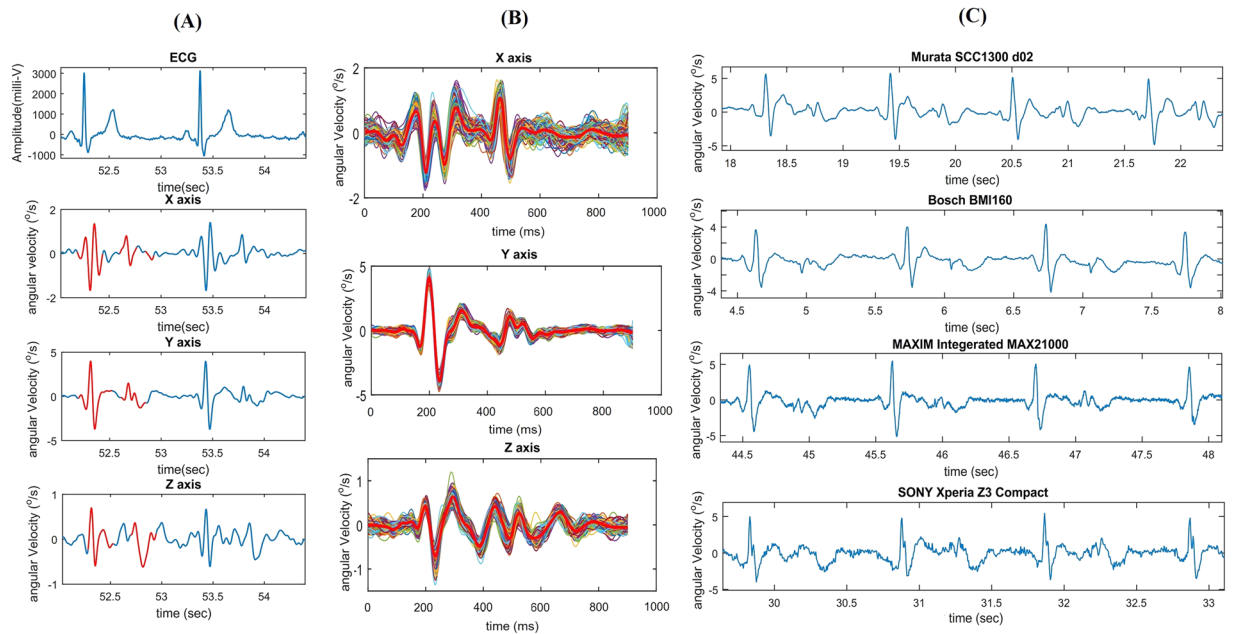 (A)
ECG
Amplitude(milli-V)
3000
2000
1000
0
-1000
52.5
53
53.5
54
time(sec)
X axis
angular velocity (°/s)
2
0
-2
52.5
53
53.5
54
time(sec)
Y axis
angular Velocity (°/s)
5
0
-5
52.5
53
53.5
54
time(sec)
Z axis
angular Velocity (°/s)
1
0
-1
52.5
53
53.5
54
time (sec)
(B)
X axis
angular Velocity (°/s)
2
0
-2
0
200
400
600
800
1000
time (ms)
Y axis
angular Velocity (°/s)
5
0
-5
0
200
400
600
800
1000
time (ms)
Z axis
angular Velocity (°/s)
1
0
-1
0
200
400
600
800
1000
time (ms)
(C)
Murata SCC1300 d02
angular Velocity (°/s)
5
0
-5
18
18.5
19
19.5
20
20.5
21
21.5
22
time (sec)
Bosch BMI160
angular Velocity (°/s)
4
0
-4
4.5
5
5.5
6
6.5
7
7.5
8
time (sec)
MAXIM Integerated MAX21000
angular Velocity (°/s)
5
0
-5
44.5
45
45.5
46
46.5
47
47.5
48
time (sec)
SONY Xperia Z3 Compact
angular Velocity (°/s)
5
0
-5
30
30.5
31
31.5
32
32.5
33
time (sec)